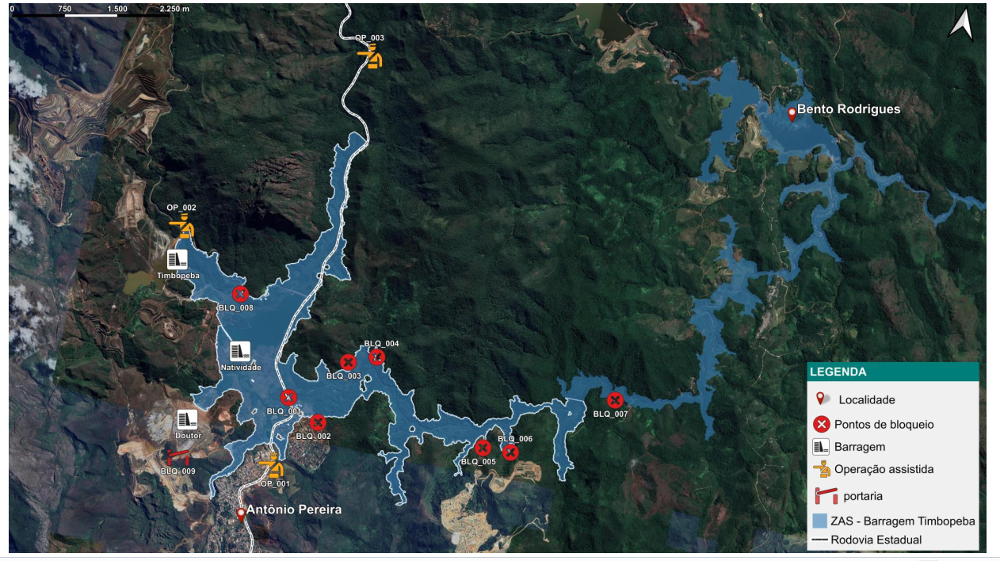 0 750 1.500 2.250 m
OP_003
Bento Rodrigues
OP_002
Timbopeba
BLQ_008
BLQ_004
Natividade
BLQ_003
BLQ_001
BLQ_007
Doutor
BLQ_002
BLQ_006
BLQ_005
BLQ_009
OP_001
Antônio Pereira
LEGENDA
Localidade
Pontos de bloqueio
Barragem
Operação assistida
portaria
ZAS - Barragem Timbopeba
Rodovia Estadual